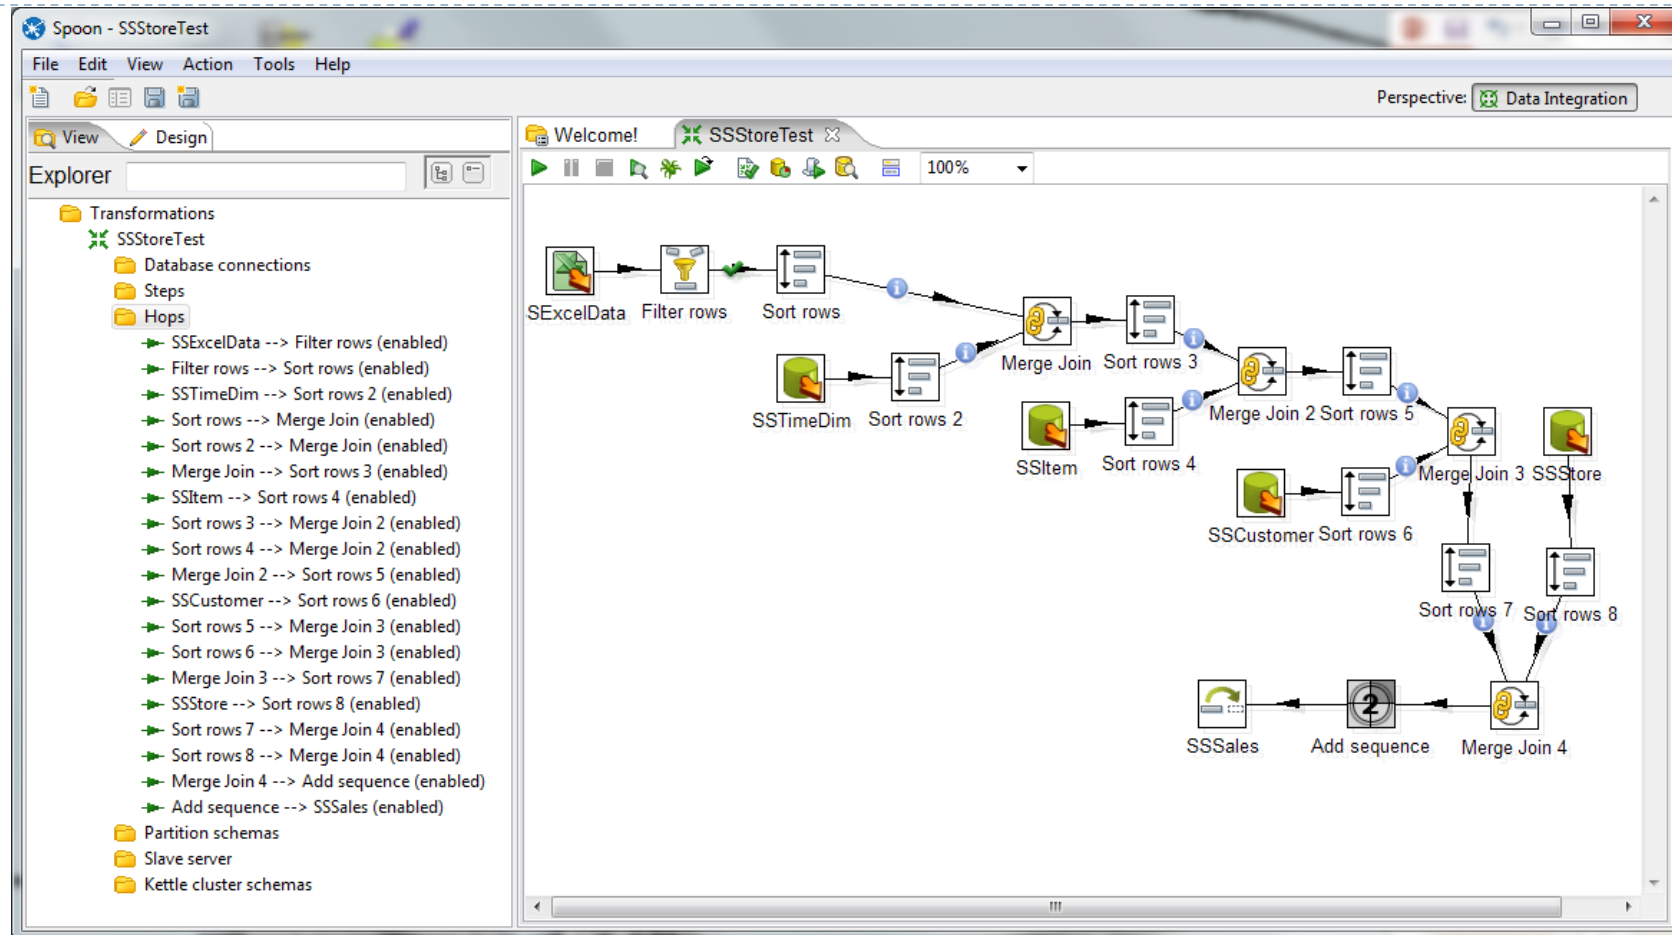 Spoon - SSStoreTest
File Edit View Action Tools Help
Perspective: Data Integration
View Design
Welcome! SSStoreTest
Explorer
100%
Transformations
SSStoreTest
Database connections
Steps
Hops
SSExcelData --> Filter rows (enabled)
Filter rows --> Sort rows (enabled)
SSTimeDim --> Sort rows 2 (enabled)
Sort rows --> Merge Join (enabled)
Sort rows 2 --> Merge Join (enabled)
Merge Join --> Sort rows 3 (enabled)
SSItem --> Sort rows 4 (enabled)
Sort rows 3 --> Merge Join 2 (enabled)
Sort rows 4 --> Merge Join 2 (enabled)
Merge Join 2 --> Sort rows 5 (enabled)
SSCustomer --> Sort rows 6 (enabled)
Sort rows 5 --> Merge Join 3 (enabled)
Sort rows 6 --> Merge Join 3 (enabled)
Merge Join 3 --> Sort rows 7 (enabled)
SSStore --> Sort rows 8 (enabled)
Sort rows 7 --> Merge Join 4 (enabled)
Sort rows 8 --> Merge Join 4 (enabled)
Merge Join 4 --> Add sequence (enabled)
Add sequence --> SSSales (enabled)
Partition schemas
Slave server
Kettle cluster schemas
SExcelData Filter rows Sort rows
Merge Join Sort rows 3
SSTimeDim Sort rows 2
Merge Join 2 Sort rows 5
SSItem Sort rows 4
Merge Join 3 SSStore
SSCustomer Sort rows 6
Sort rows 7 Sort rows 8
2
SSSales Add sequence Merge Join 4